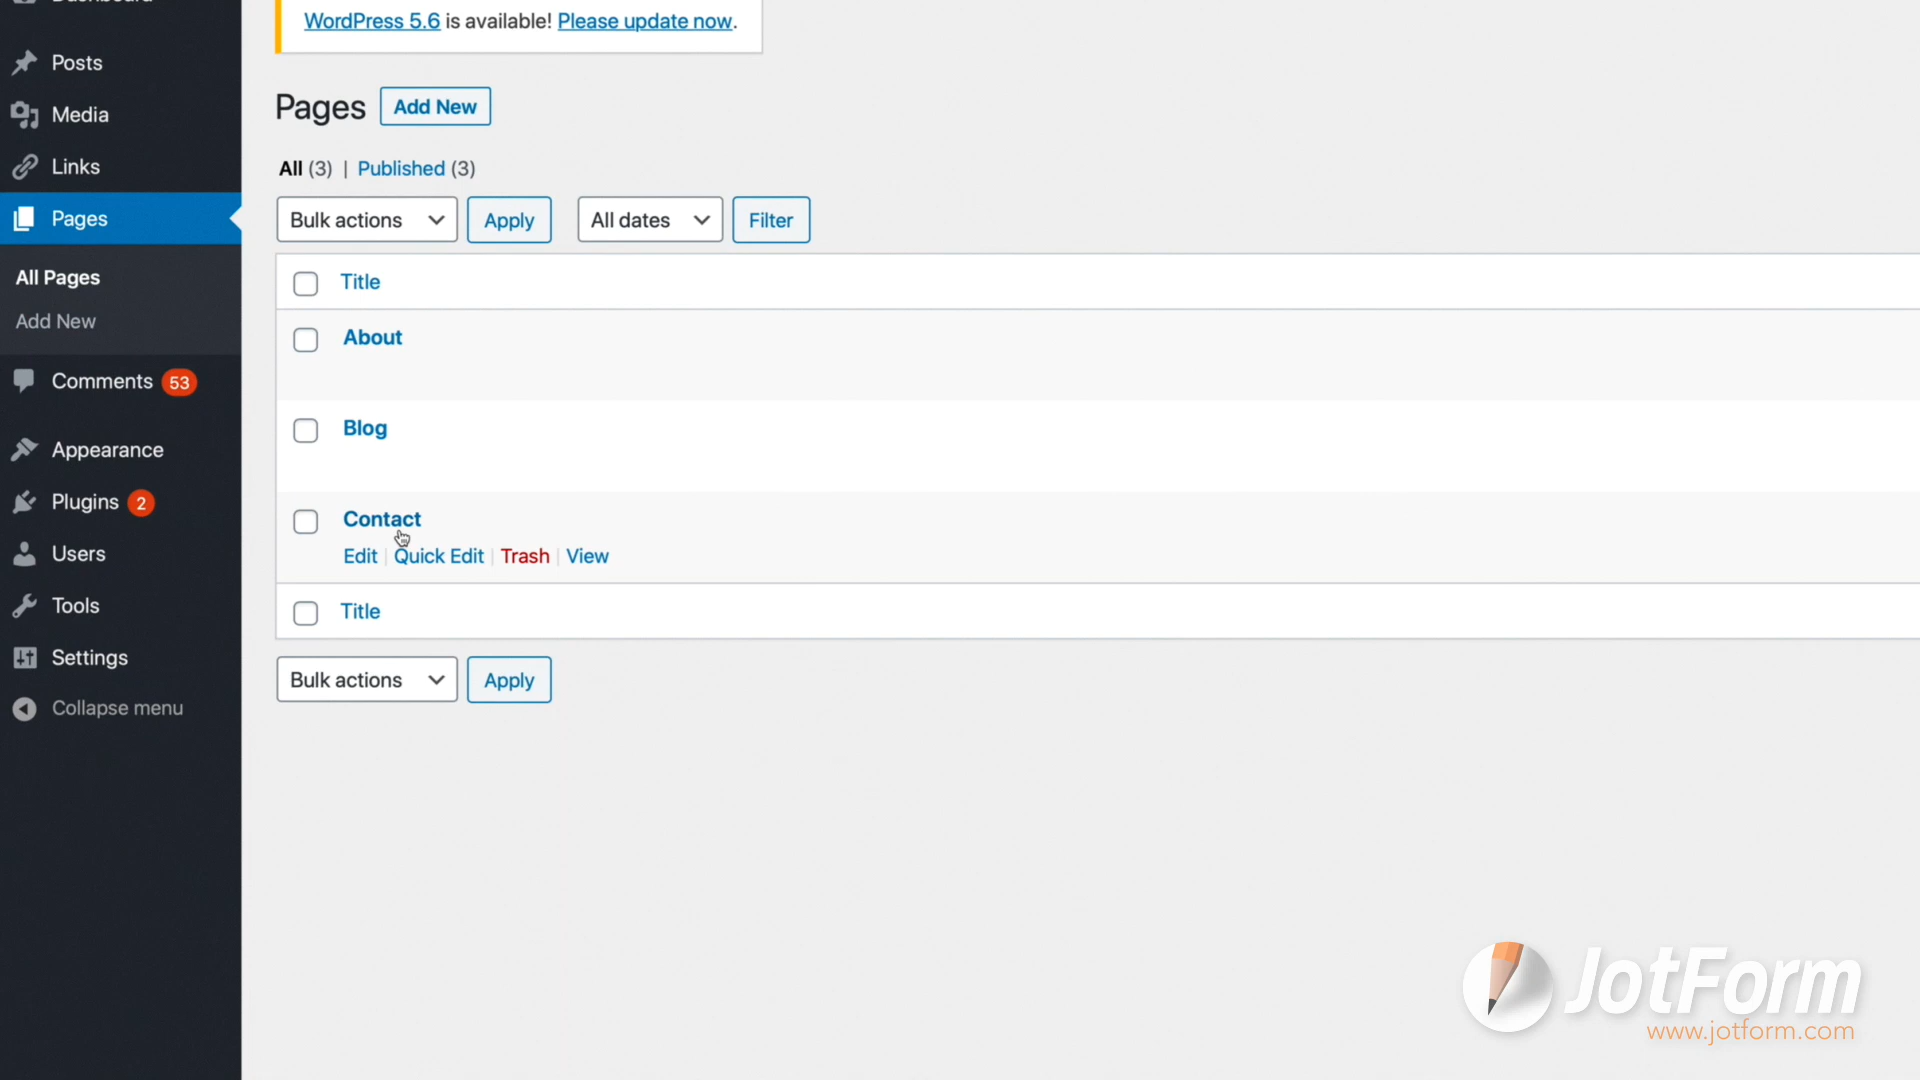 WordPress 5.6 is available! Please update now.
Posts
Media
Links
Pages
All Pages
Add New
Comments 53
Appearance
Plugins 2
Users
Tools
Settings
Collapse menu
Pages Add New
All (3) | Published (3)
Bulk actions Apply All dates Filter
Title
About
Blog
Contact
Edit | Quick Edit | Trash | View
Title
Bulk actions Apply
JotForm
www.jotform.com